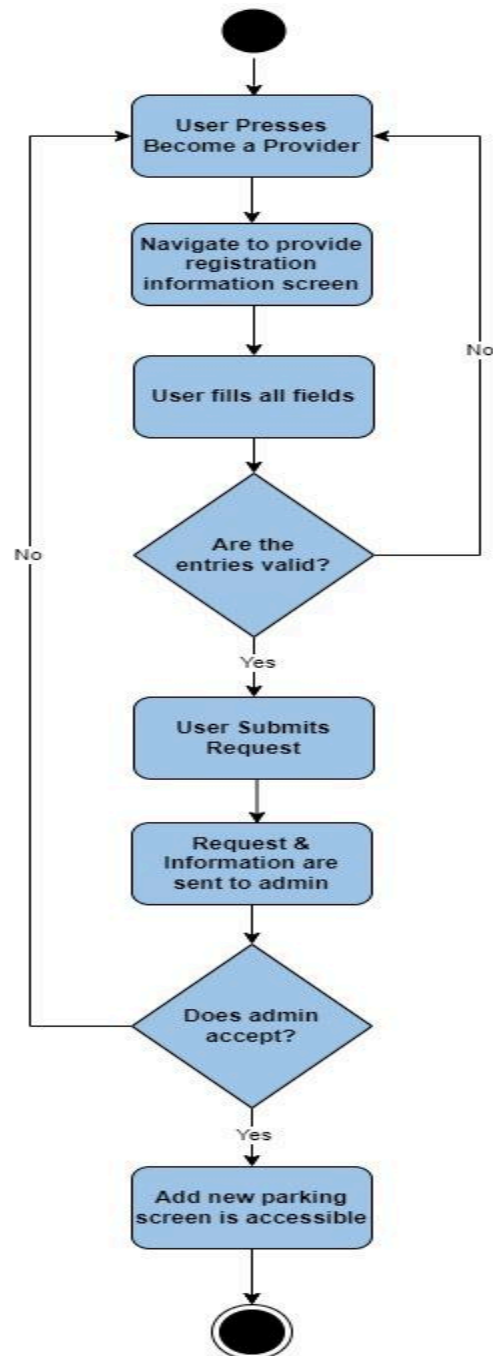 User Presses
Become a Provider
Navigate to provide
registration
information screen
No
User fills all fields
Are the
entries valid?
No
Yes
User Submits
Request
Request &
Information are
sent to admin
Does admin
accept?
Yes
Add new parking
screen is accessible